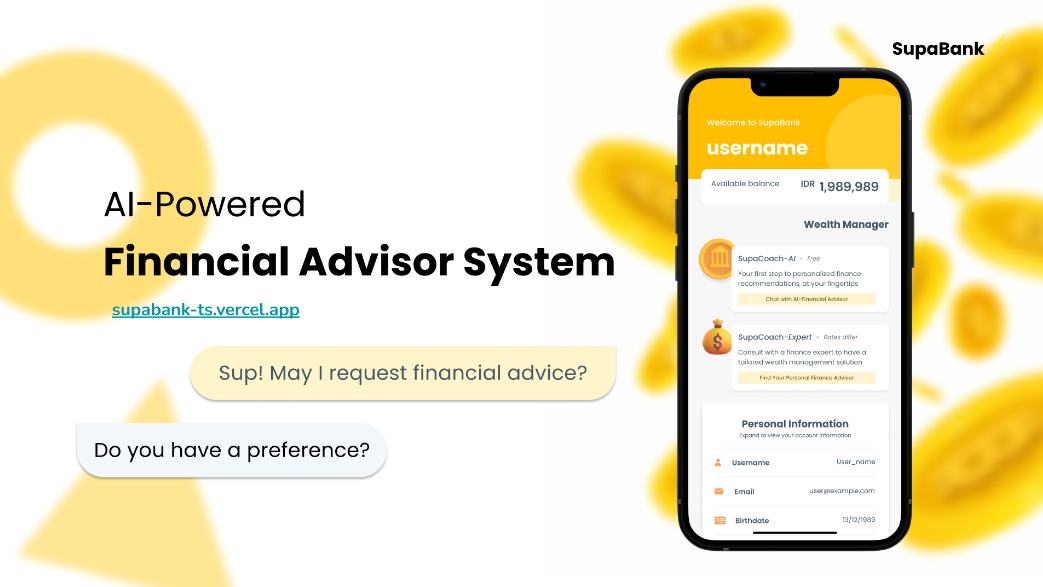 SupaBank
AI-Powered
Financial Advisor System
supabank-ts.vercel.app
Sup! May I request financial advice?
Do you have a preference?
Welcome to SupaBank
username
Available balance IDR 1,989,989
Wealth Manager
SupaCoach-AI • Free
Your first step to personalized finance
recommendations, at your fingertips
Chat with AI-Financial Advisor
SupaCoach-Expert • Rates differ
Consult with a finance expert to have a
tailored wealth management solution
Find Your Personal Finance Advisor
Personal Information
Expand to view your account information
Username User_name
Email user@example.com
Birthdate 13/12/1989